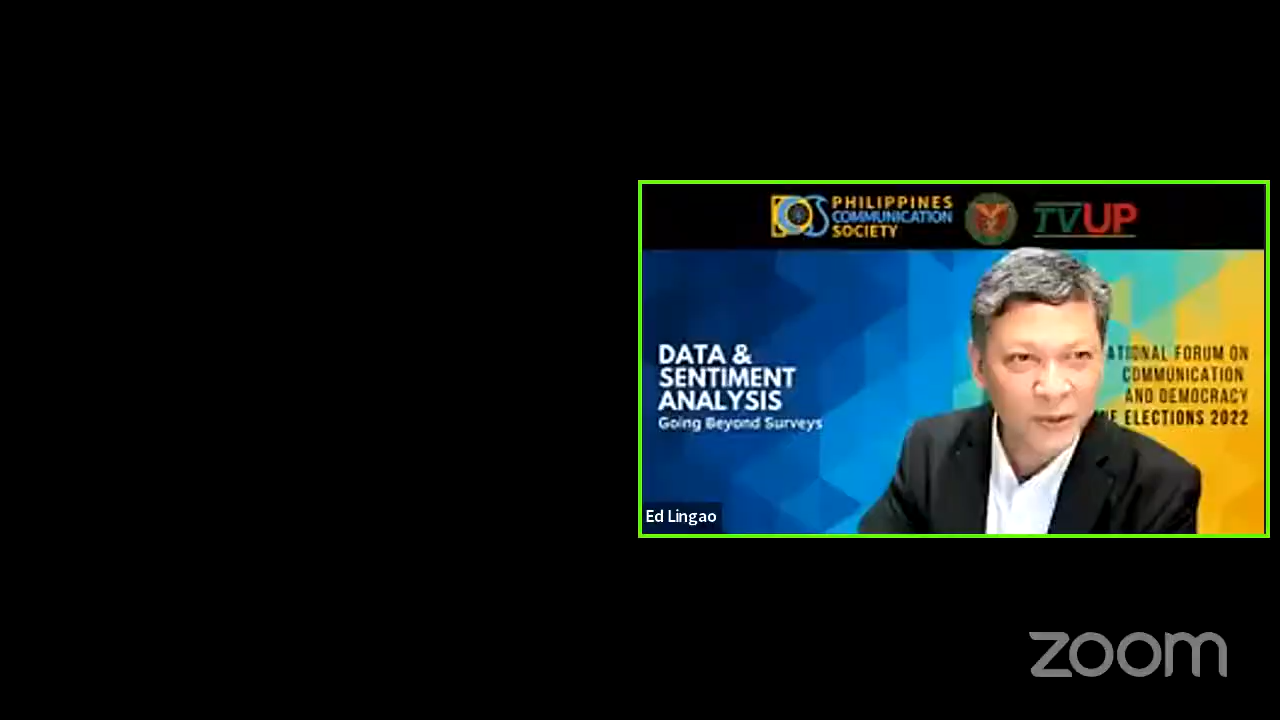 PHILIPPINES
COMMUNICATION
SOCIETY
TVUP
DATA &
SENTIMENT
ANALYSIS
Going Beyond Surveys
ATIONAL FORUM ON
COMMUNICATION
AND DEMOCRACY
E ELECTIONS 2022
Ed Lingao
zoom